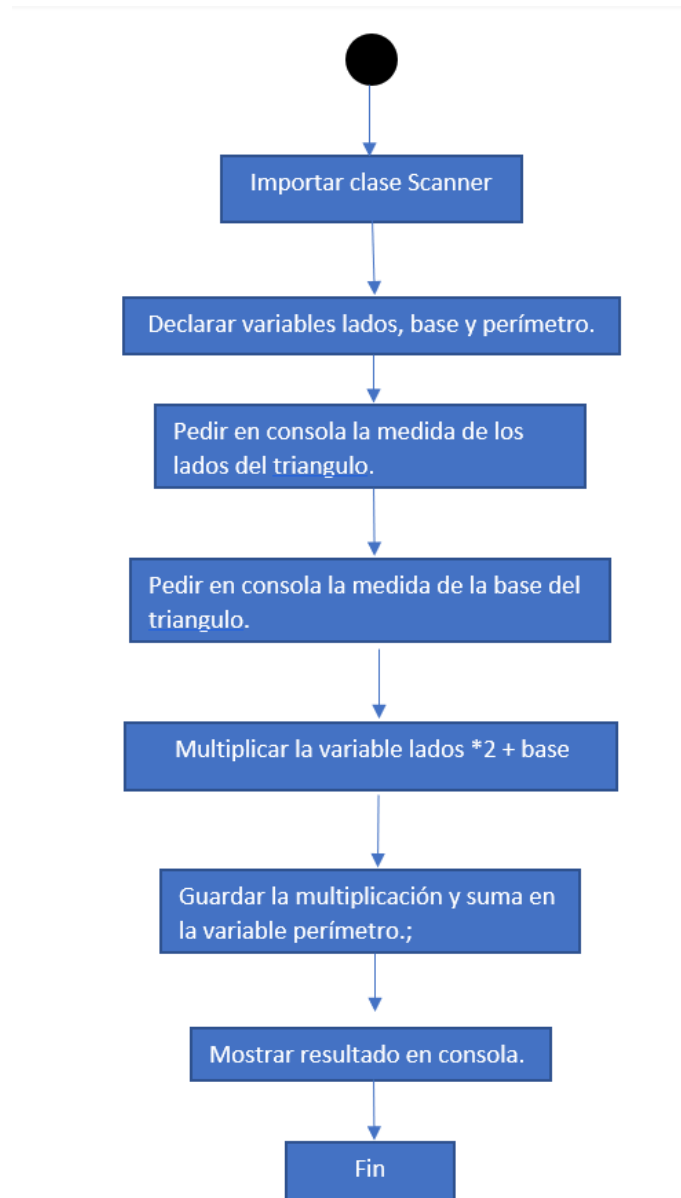 Importar clase Scanner
Declarar variables lados, base y perímetro.
Pedir en consola la medida de los
lados del triangulo.
Pedir en consola la medida de la base del
triangulo.
Multiplicar la variable lados *2 + base
Guardar la multiplicación y suma en
la variable perímetro.;
Mostrar resultado en consola.
Fin